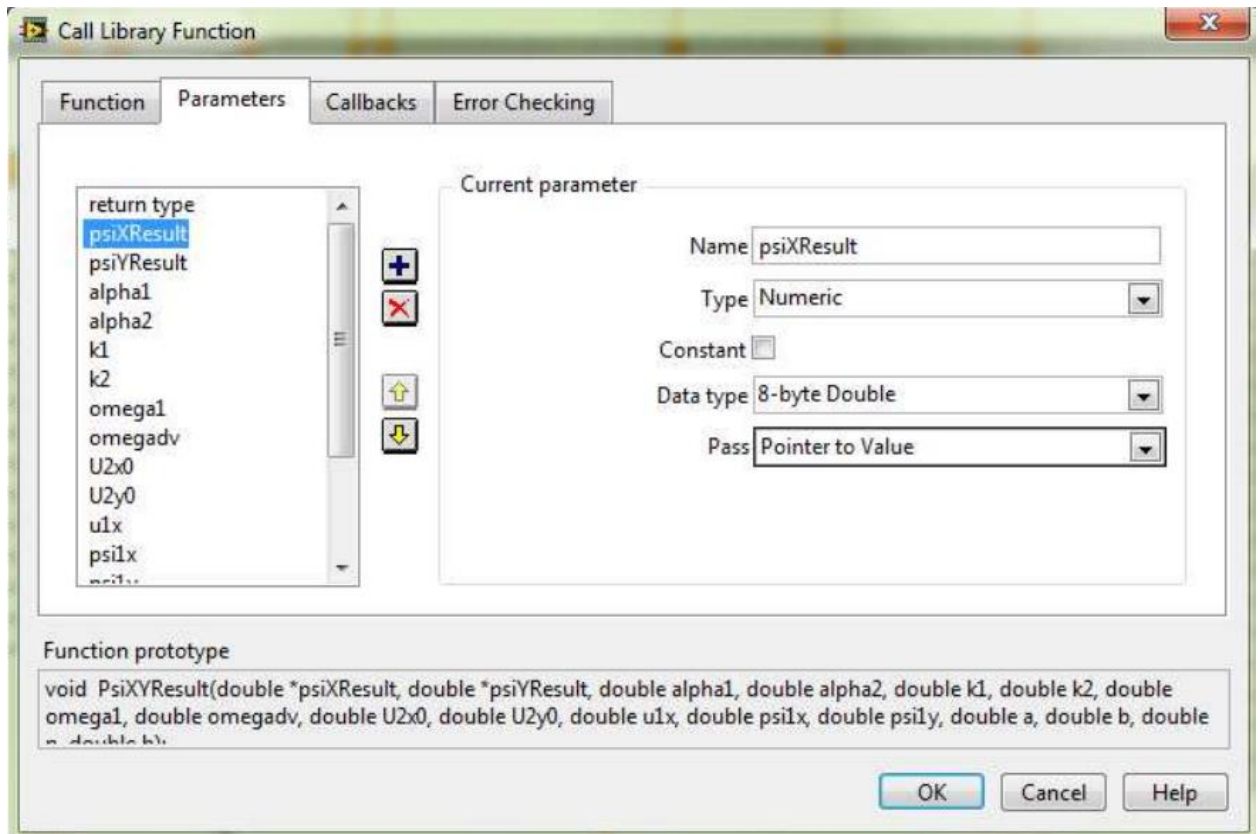 Call Library Function
Function Parameters Callbacks Error Checking
return type
psiXResult
psiYResult
alpha1
alpha2
k1
k2
omega1
omegadv
U2x0
U2y0
u1x
psi1x
psi1y
Current parameter
Name psiXResult
Type Numeric
Constant
Data type 8-byte Double
Pass Pointer to Value
Function prototype
void PsiXYResult(double *psiXResult, double *psiYResult, double alpha1, double alpha2, double k1, double k2, double
omega1, double omegadv, double U2x0, double U2y0, double u1x, double psi1x, double psi1y, double a, double b, double
n, double h);
OK Cancel Help